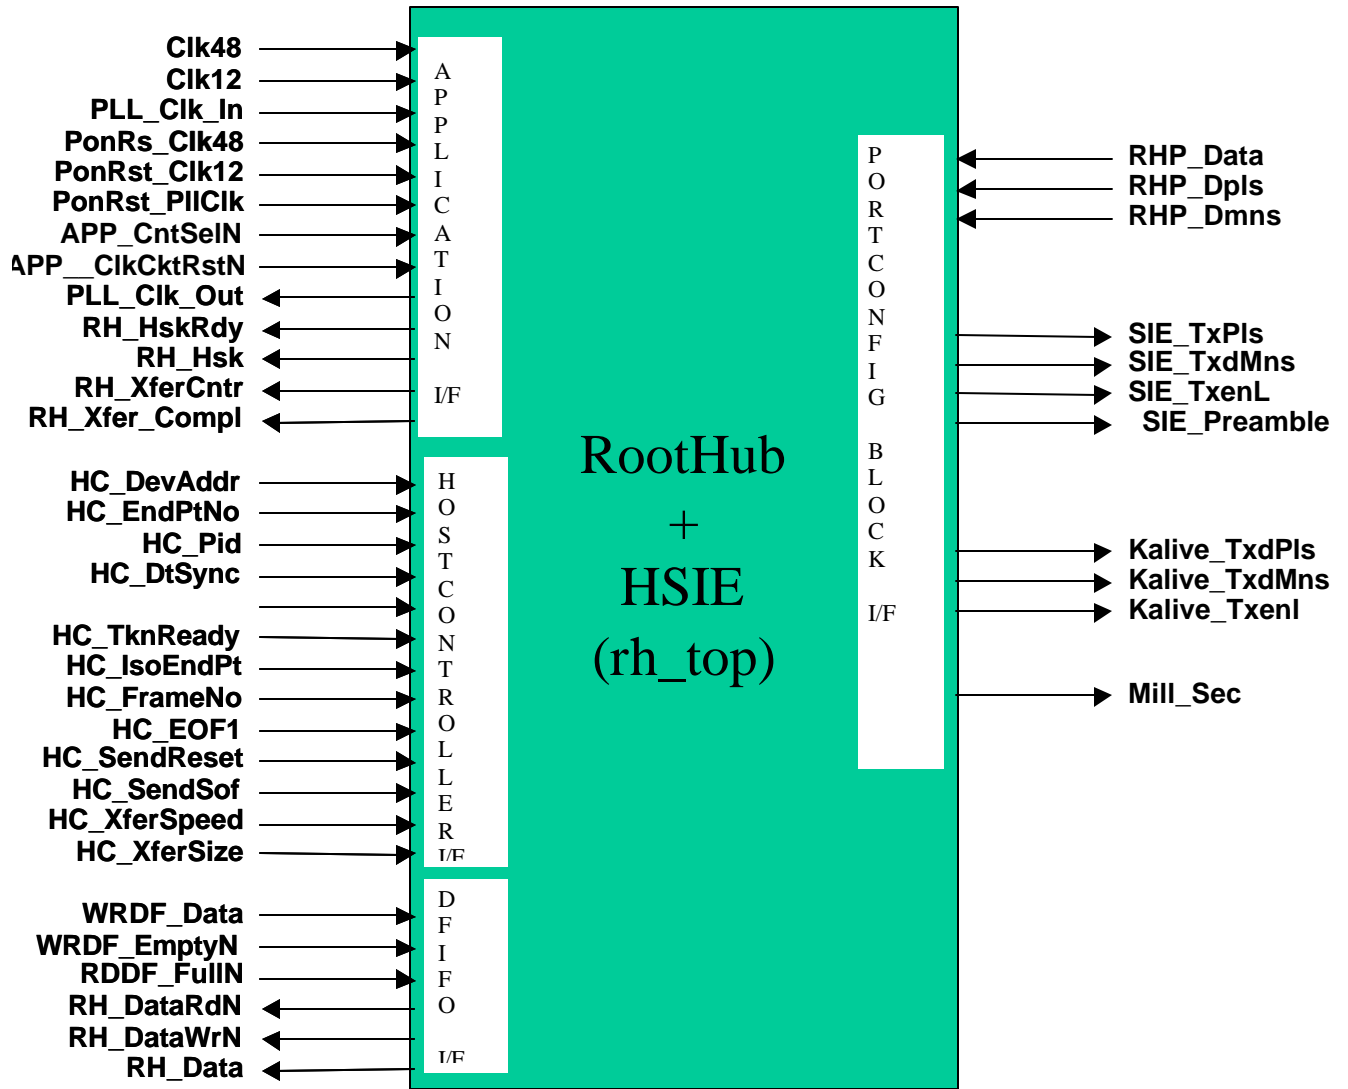 Clk48
Clk12
PLL_Clk_In
PonRs_Clk48
PonRst_Clk12
PonRst_PllClk
APP_CntSelN
APP__ClkCktRstN
PLL_Clk_Out
RH_HskRdy
RH_Hsk
RH_XferCntr
RH_Xfer_Compl
APPLICATION I/F
HC_DevAddr
HC_EndPtNo
HC_Pid
HC_DtSync
HC_TknReady
HC_IsoEndPt
HC_FrameNo
HC_EOF1
HC_SendReset
HC_SendSof
HC_XferSpeed
HC_XferSize
HOSTCONTROLLER I/F
WRDF_Data
WRDF_EmptyN
RDDF_FullN
RH_DataRdN
RH_DataWrN
RH_Data
DFIFO I/F
RootHub
+
HSIE
(rh_top)
PORTCONFIG BLOCK I/F
RHP_Data
RHP_Dpls
RHP_Dmns
SIE_TxPls
SIE_TxdMns
SIE_TxenL
SIE_Preamble
Kalive_TxdPls
Kalive_TxdMns
Kalive_Txenl
Mill_Sec